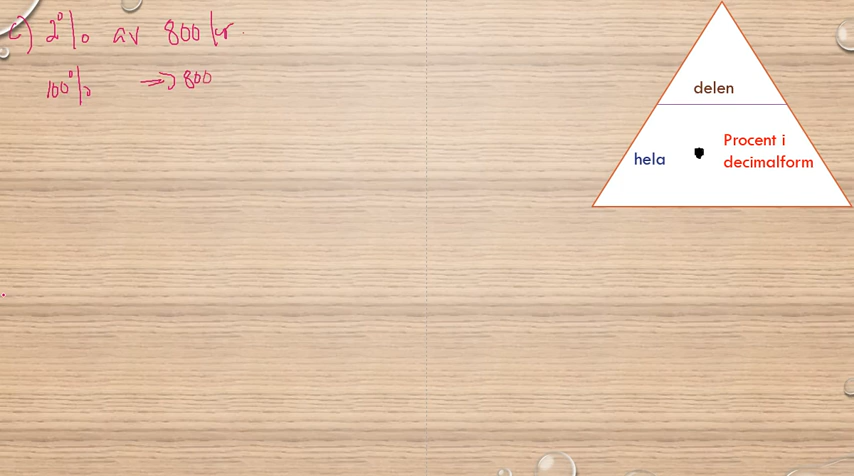 c) 2% av 800 kr.
100% => 800
delen
hela
Procent i
decimalform